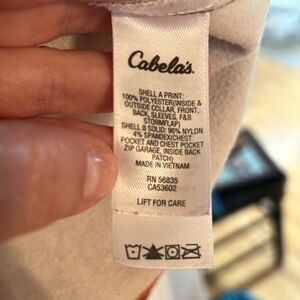 Cabela's
SHELL A PRINT:
100% POLYESTER(INSIDE &
OUTSIDE COLLAR, FRONT,
BACK, SLEEVES, F&B
STORMFLAP)
SHELL B SOLID: 96% NYLON
4% SPANDEX(CHEST
POCKET AND CHEST POCKET
ZIP GARAGE, INSIDE BACK
PATCH)
MADE IN VIETNAM
RN 56835
CA53602
LIFT FOR CARE